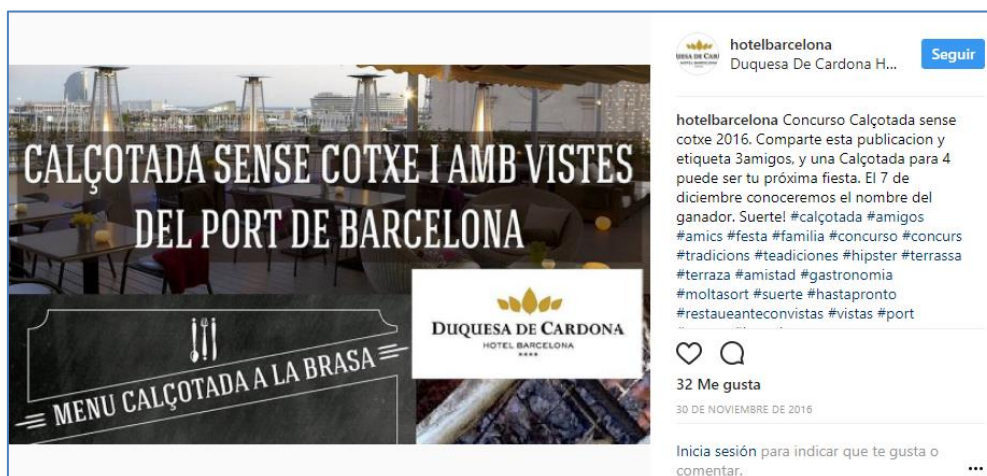 CALÇOTADA SENSE COTXE I AMB VISTES
DEL PORT DE BARCELONA
MENU CALÇOTADA A LA BRASA
DUQUESA DE CARDONA
HOTEL BARCELONA
hotelbarcelona
Duquesa De Cardona H...
Seguir
hotelbarcelona Concurso Calçotada sense
cotxe 2016. Comparte esta publicacion y
etiqueta 3amigos, y una Calçotada para 4
puede ser tu próxima fiesta. El 7 de
diciembre conoceremos el nombre del
ganador. Suerte! #calçotada #amigos
#amics #festa #familia #concurso #concurs
#tradicions #teadiciones #hipster #terrassa
#terraza #amistad #gastronomia
#moltasort #suerte #hastapronto
#restaueanteconvistas #vistas #port
32 Me gusta
30 DE NOVIEMBRE DE 2016
Inicia sesión para indicar que te gusta o
comentar.